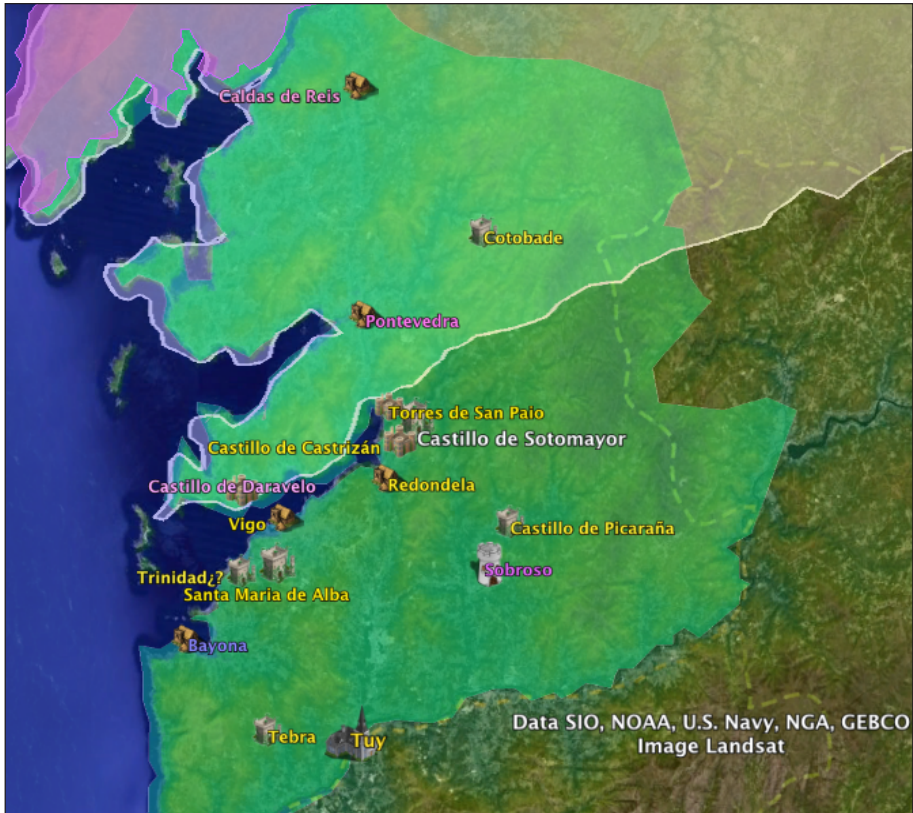 Caldas de Reis
Cotobade
Pontevedra
Torres de San Paio
Castillo de Sotomayor
Castillo de Castrizán
Castillo de Daravelo
Redondela
Vigo
Castillo de Picaraña
Sobroso
Trinidad¿?
Santa Maria de Alba
Bayona
Tebra
Tuy
Data SIO, NOAA, U.S. Navy, NGA, GEBCO
Image Landsat